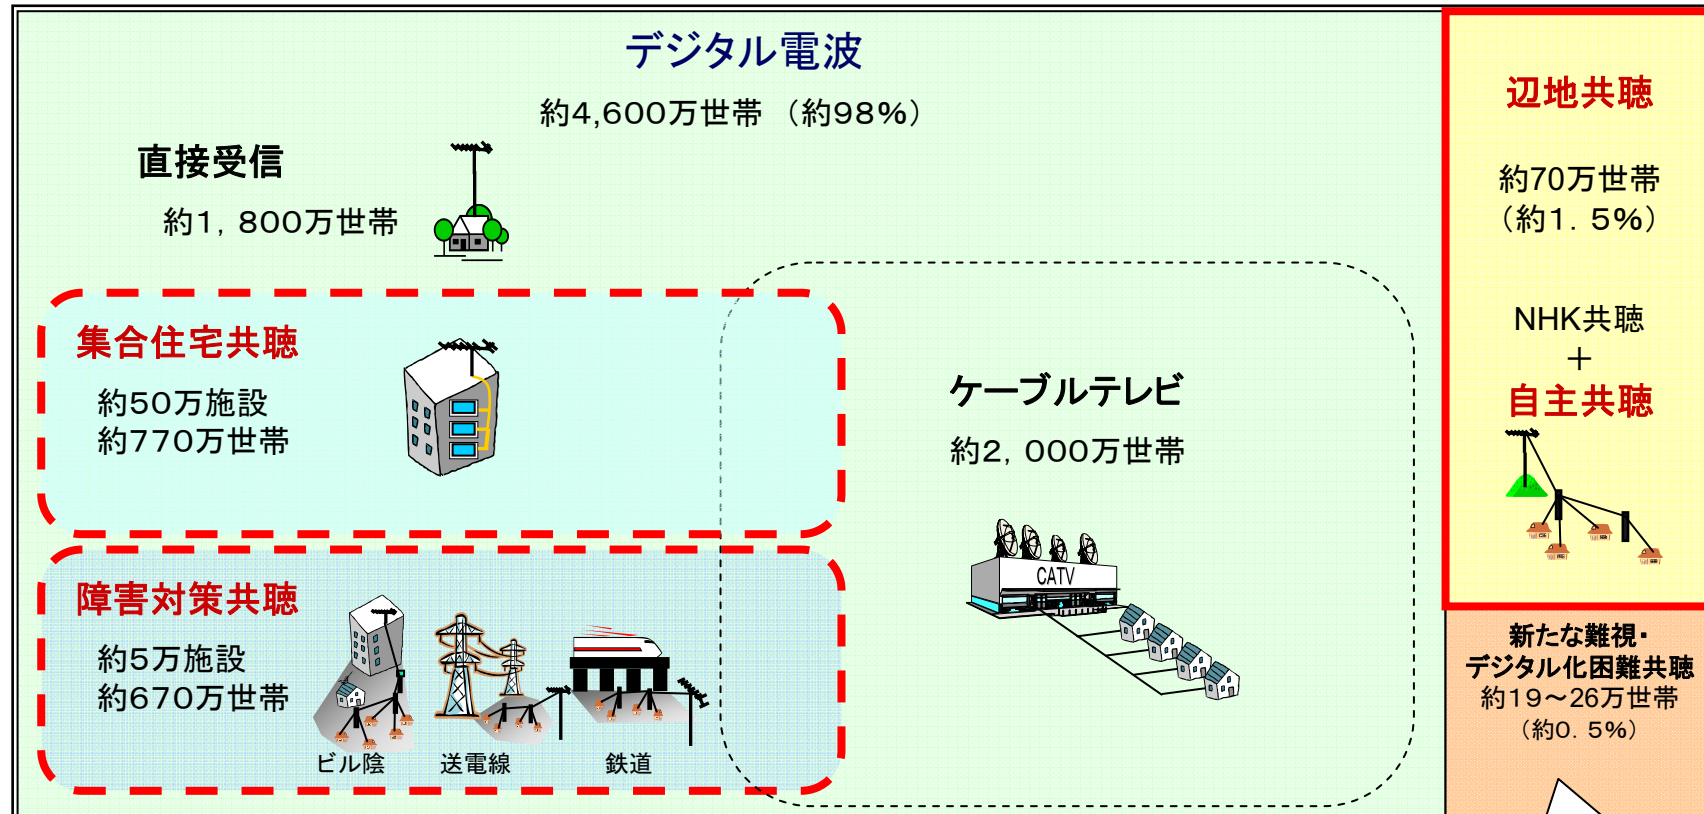 デジタル電波
約4,600万世帯 （約98％）
直接受信
約1，800万世帯
集合住宅共聴
約50万施設
約770万世帯
障害対策共聴
約5万施設
約670万世帯
ビル陰 送電線 鉄道
ケーブルテレビ
約2，000万世帯
CATV
辺地共聴
約70万世帯
（約1．5％）
NHK共聴
＋
自主共聴
新たな難視・
デジタル化困難共聴
約19～26万世帯
（約0．5％）